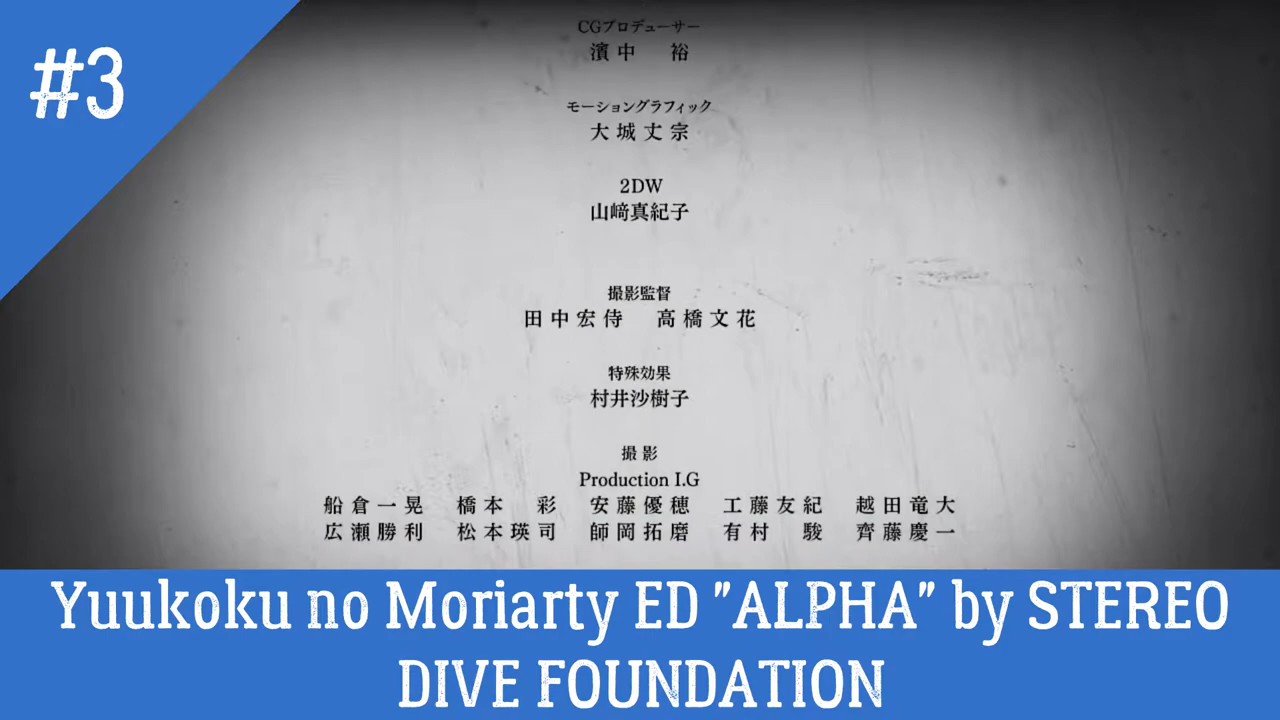 #3
CGプロデューサー
濱中 裕
モーショングラフィック
大城丈宗
2DW
山﨑真紀子
撮影監督
田中宏侍 高橋文花
特殊効果
村井沙樹子
撮影
Production I.G
船倉一晃 橋本 彩 安藤優穂 工藤友紀 越田竜大
広瀬勝利 松本瑛司 師岡拓磨 有村 駿 齊藤慶一
Yuukoku no Moriarty ED "ALPHA" by STEREO
DIVE FOUNDATION